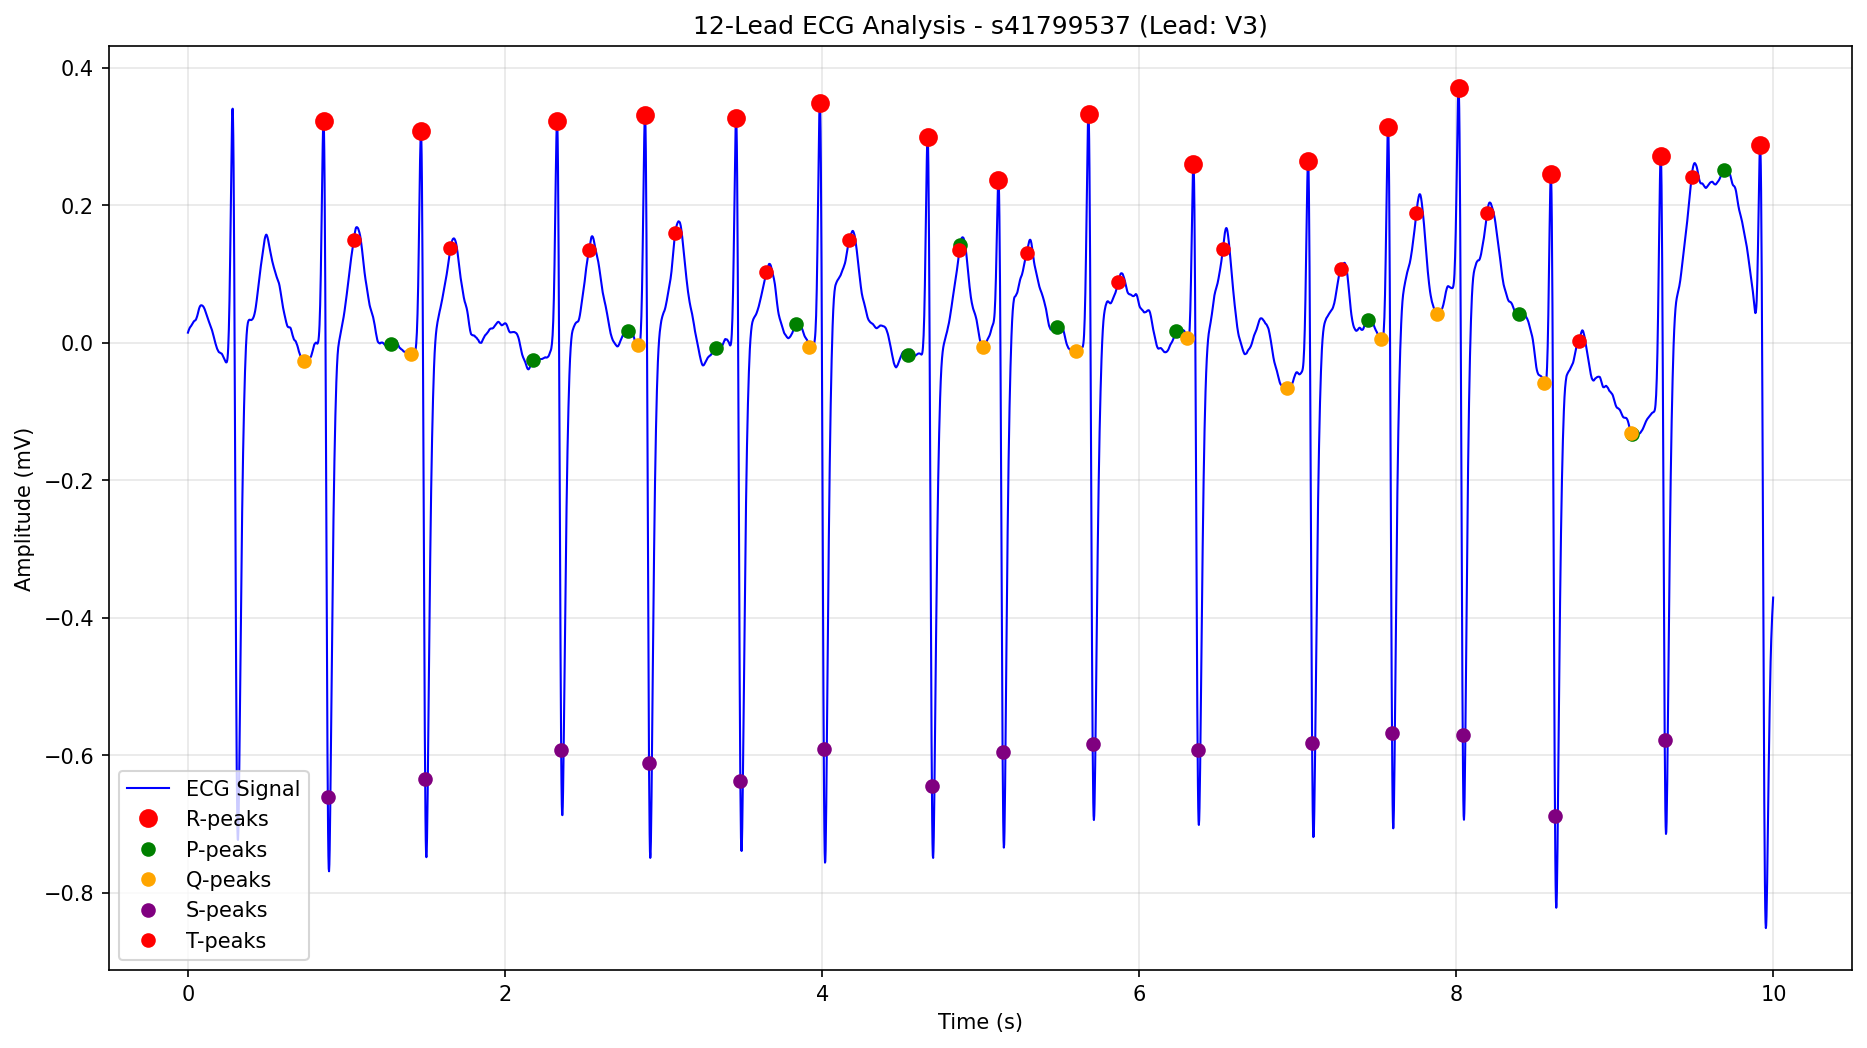 12-Lead ECG Analysis - s41799537 (Lead: V3)
0.4
0.2
0.0
−0.2
−0.4
−0.6
−0.8
Amplitude (mV)
ECG Signal
R-peaks
P-peaks
Q-peaks
S-peaks
T-peaks
0 2 4 6 8 10
Time (s)